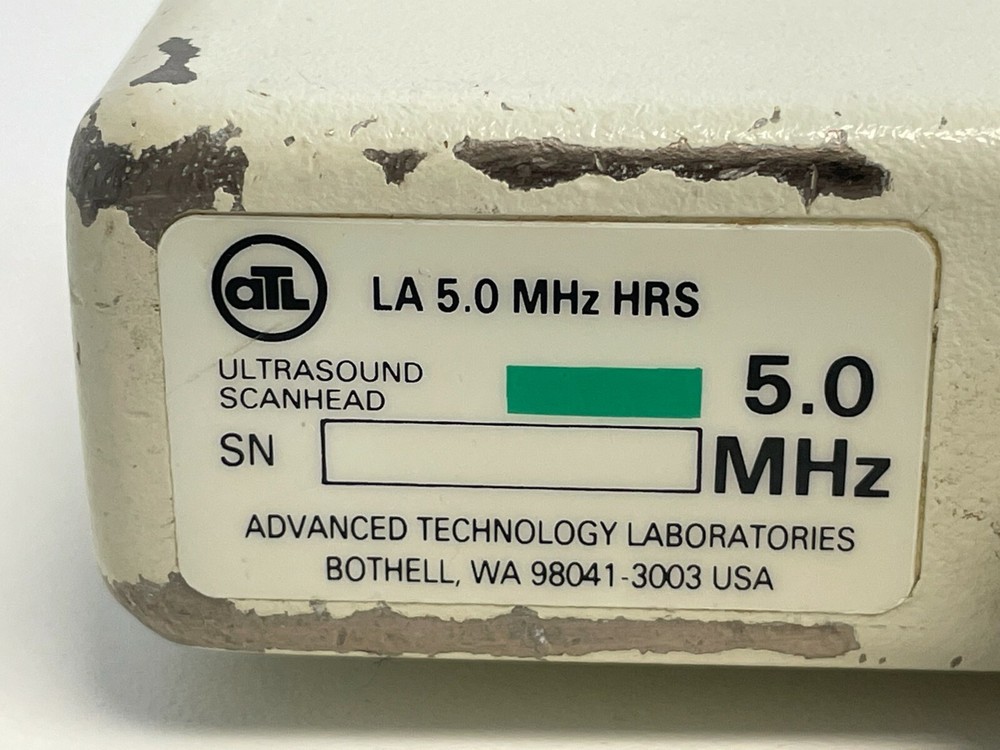 aTL
LA 5.0 MHz HRS
ULTRASOUND
SCANHEAD
5.0
MHz
SN
ADVANCED TECHNOLOGY LABORATORIES
BOTHELL, WA 98041-3003 USA